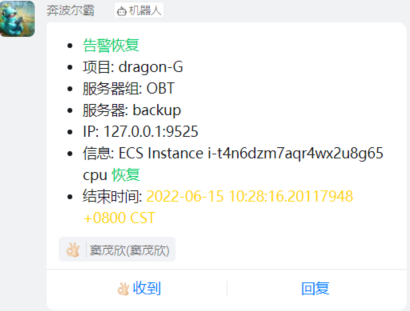 奔波尔霸 机器人
告警恢复
项目: dragon-G
服务器组: OBT
服务器: backup
IP: 127.0.0.1:9525
信息: ECS Instance i-t4n6dzm7aqr4wx2u8g65
cpu 恢复
结束时间: 2022-06-15 10:28:16.20117948
+0800 CST
窦茂欣(窦茂欣)
收到 回复